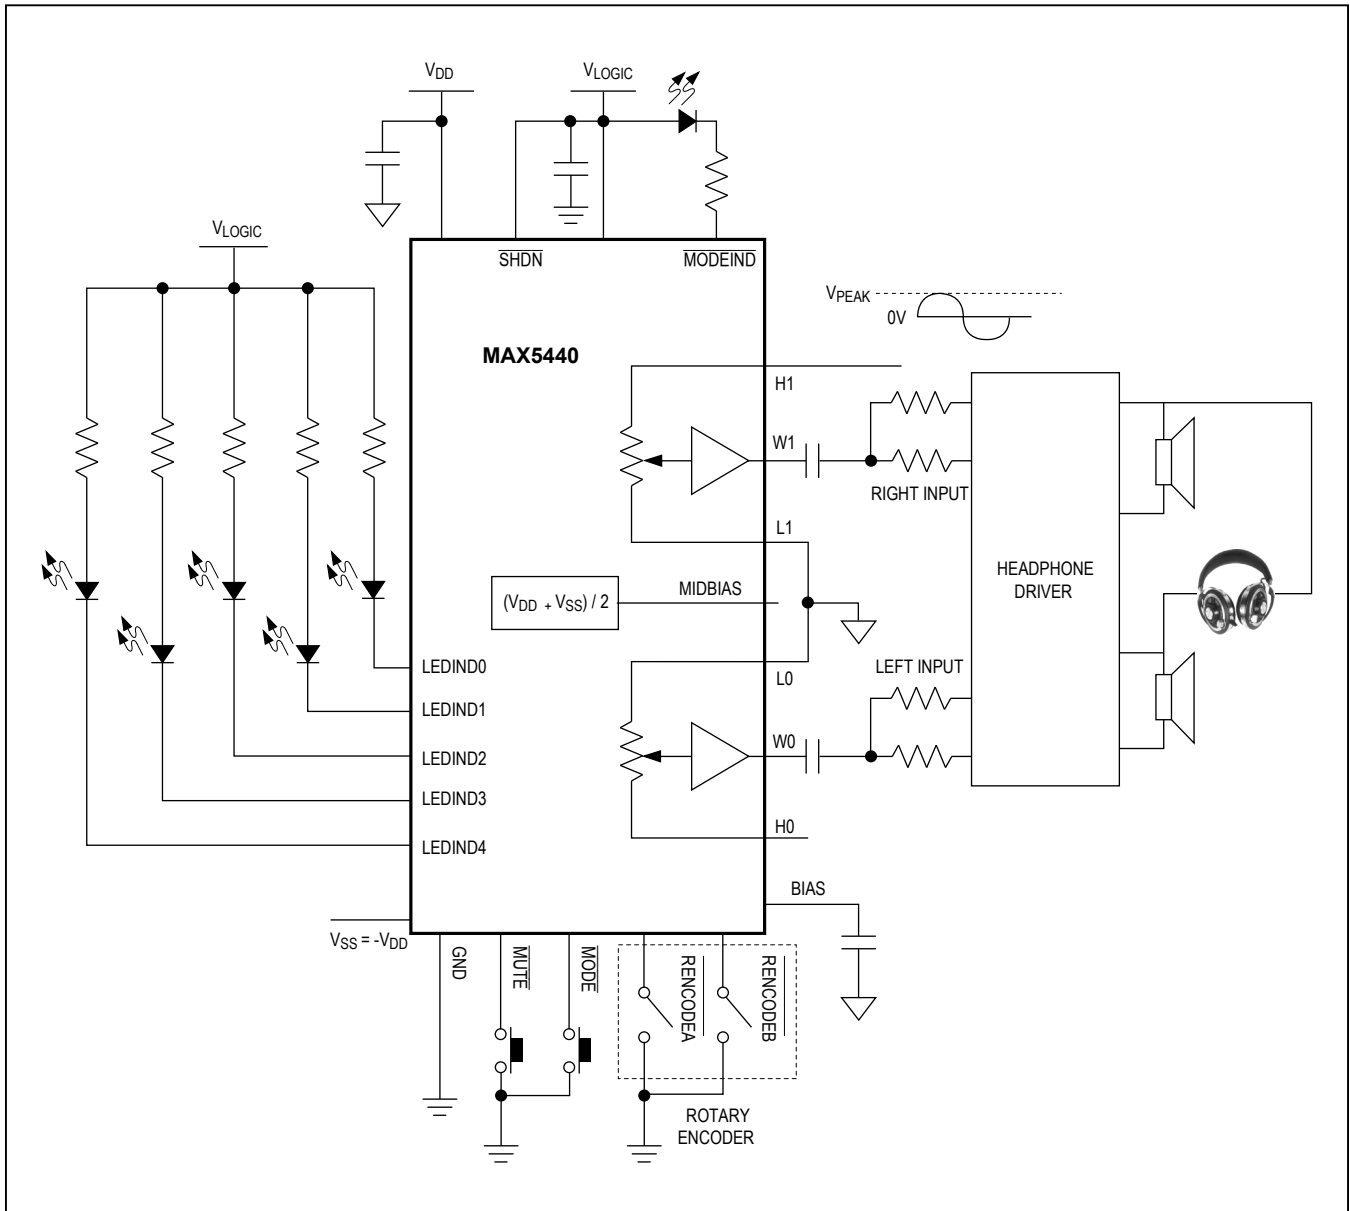 VDD
VLOGIC
VLOGIC
SHDN
MODEIND
VPEAK
0V
MAX5440
H1
W1
RIGHT INPUT
L1
HEADPHONE
DRIVER
(VDD + VSS) / 2
MIDBIAS
LEDIND0
LEFT INPUT
L0
LEDIND1
W0
LEDIND2
LEDIND3
H0
LEDIND4
BIAS
VSS = -VDD
GND
MUTE
MODE
RENCODEA
RENCODEB
ROTARY
ENCODER